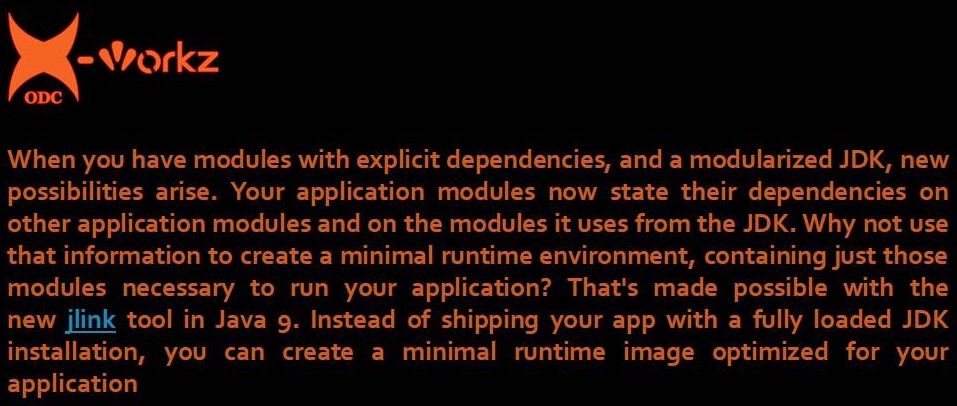 X-Workz
ODC
When you have modules with explicit dependencies, and a modularized JDK, new
possibilities arise. Your application modules now state their dependencies on
other application modules and on the modules it uses from the JDK. Why not use
that information to create a minimal runtime environment, containing just those
modules necessary to run your application? That's made possible with the
new jlink tool in Java 9. Instead of shipping your app with a fully loaded JDK
installation, you can create a minimal runtime image optimized for your
application